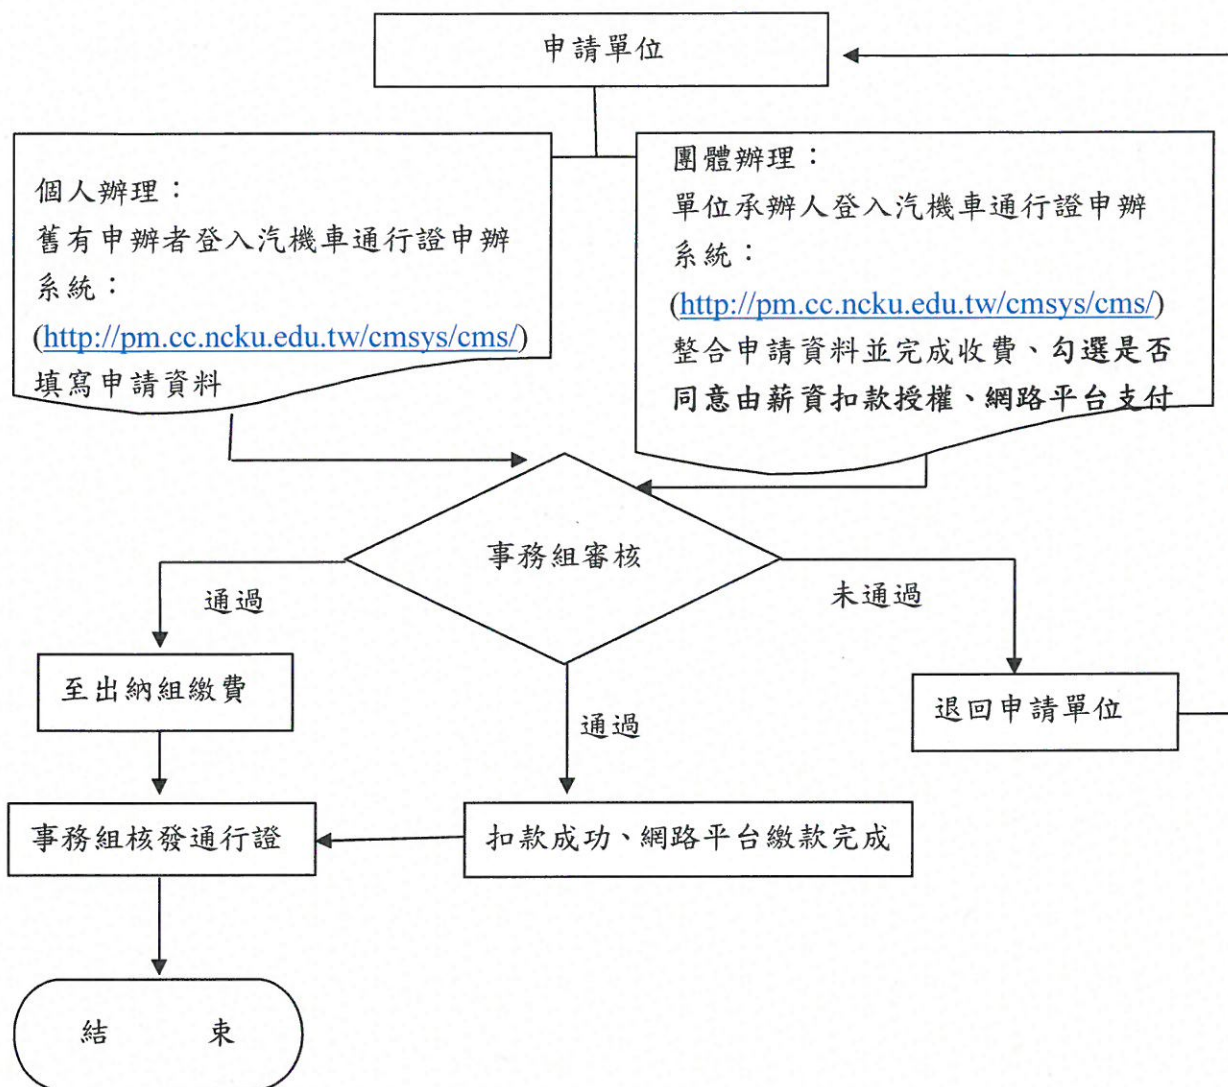 申請單位
個人辦理：
舊有申辦者登入汽機車通行證申辦
系統：
(http://pm.cc.ncku.edu.tw/cmsys/cms/)
填寫申請資料
團體辦理：
單位承辦人登入汽機車通行證申辦
系統：
(http://pm.cc.ncku.edu.tw/cmsys/cms/)
整合申請資料並完成收費、勾選是否
同意由薪資扣款授權、網路平台支付
事務組審核
通過
未通過
至出納組繳費
通過
退回申請單位
事務組核發通行證
扣款成功、網路平台繳款完成
結 束